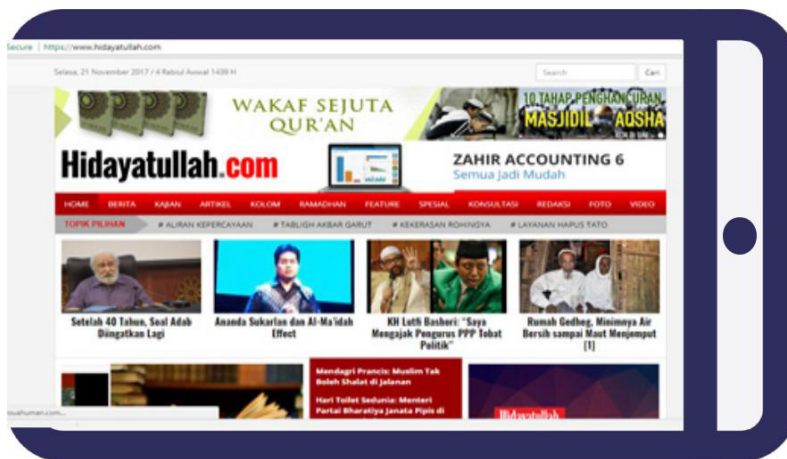 Secure | https://www.hidayatullah.com
Selasa, 21 November 2017 / 4 Rabiul Awwal 1439 H
Search
Cari
WAKAF SEJUTA
QUR'AN
10 TAHAP PENGHANCURAN
MASJIDIL AQSHA
Hidayatullah.com
ZAHIR ACCOUNTING 6
Semua Jadi Mudah
HOME BERITA KAJIAN ARTIKEL KOLOM RAMADHAN FEATURE SPESIAL KONSULTASI REDAKSI FOTO VIDEO
TOPIK PILIHAN # ALIRAN KEPERCAYAAN # TABLIGH AKBAR GARUT # KEKERASAN ROHINGYA # LAYANAN HAPUS TATO
Setelah 40 Tahun, Soal Adab
Diingatkan Lagi
Ananda Sukarlan dan Al-Ma'idah
Effect
KH Luthfi Bashori: "Saya
Mengajak Pengurus PPP Tobat
Politik"
Rumah Gedheg, Minimnya Air
Bersih sampai Maut Menjemput
[1]
Mendagri Prancis: Muslim Tak
Boleh Shalat di Jalanan
Hari Toilet Sedunia: Menteri
Partai Bharatiya Janata Pipis di
Hidayatullah